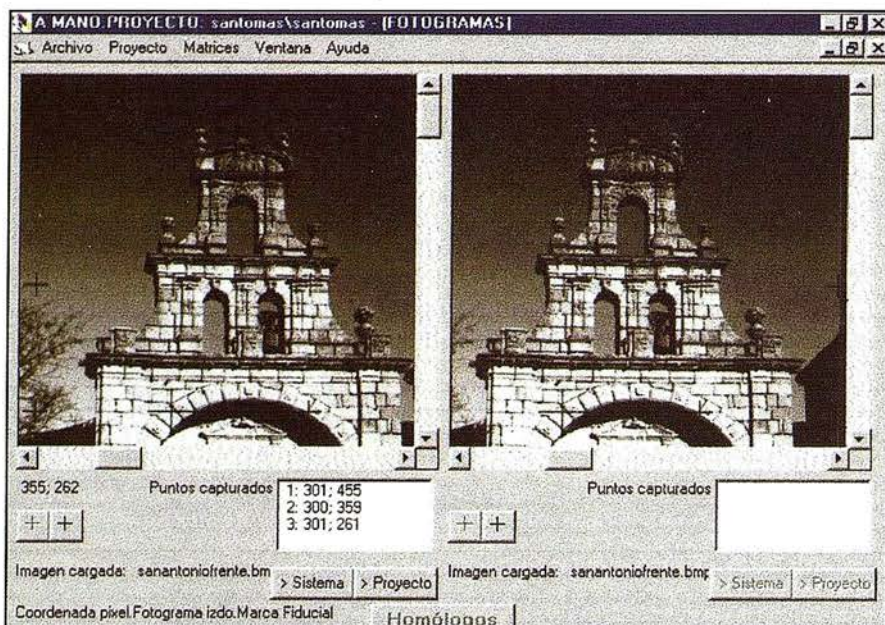 A MANO.PROYECTO: santomas\santomas - [FOTOGRAMAS]
Archivo Proyecto Matrices Ventana Ayuda
355; 262
Puntos capturados
1: 301; 455
2: 300; 359
3: 301; 261
Puntos capturados
Imagen cargada: sanantoniofrente.bm
> Sistema
> Proyecto
Imagen cargada: sanantoniofrente.bmp
> Sistema
> Proyecto
Coordenada pixel.Fotograma izdo.Marca Fiducial
Homólogos